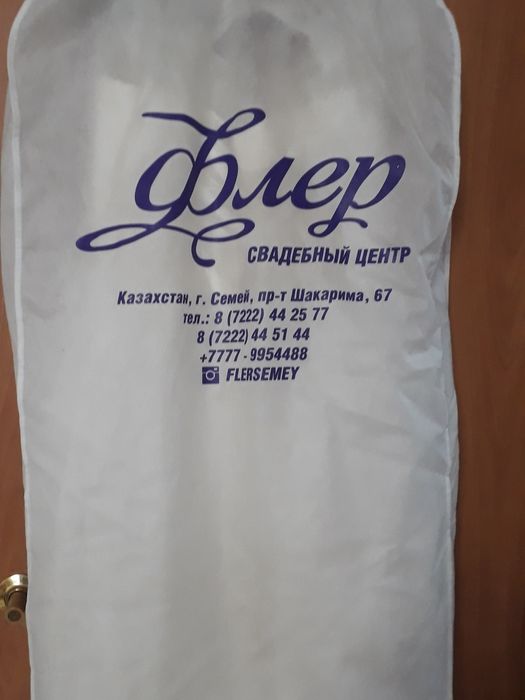 Флер
СВАДЕБНЫЙ ЦЕНТР
Казахстан, г. Семей, пр-т Шакарима, 67
тел.: 8 (7222) 44 25 77
8 (7222) 44 51 44
+7777 - 9954488
FLERSEMEY